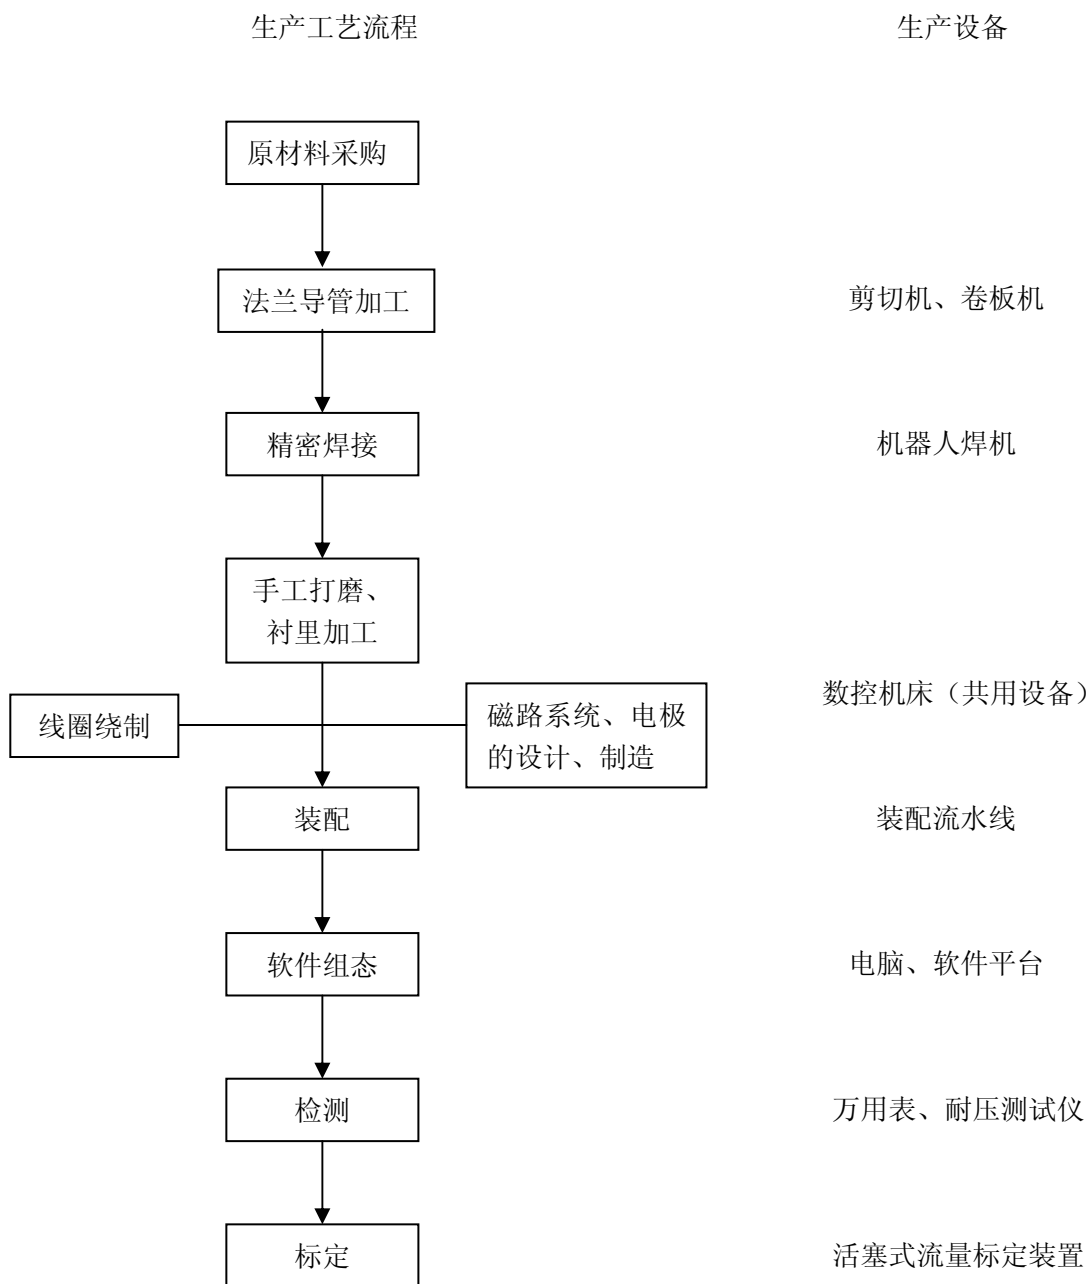 生产工艺流程
生产设备
原材料采购
法兰导管加工
剪切机、卷板机
精密焊接
机器人焊机
手工打磨、
衬里加工
线圈绕制
磁路系统、电极
的设计、制造
数控机床（共用设备）
装配
装配流水线
软件组态
电脑、软件平台
检测
万用表、耐压测试仪
标定
活塞式流量标定装置